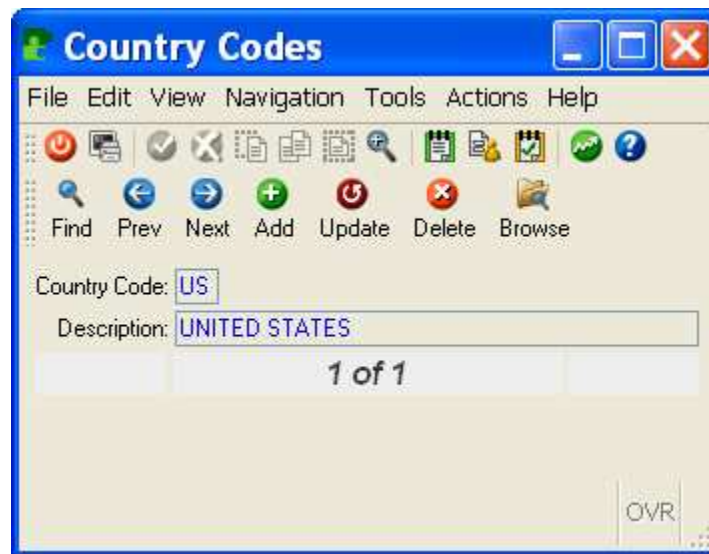 Country Codes
File Edit View Navigation Tools Actions Help
Find Prev Next Add Update Delete Browse
Country Code: US
Description: UNITED STATES
1 of 1
OVR